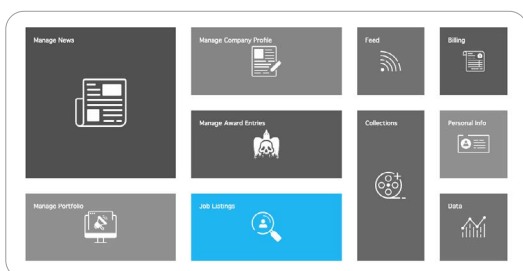 Manage News
Manage Company Profile
Feed
Billing
Manage Award Entries
Collections
Personal Info
Manage Portfolio
Job Listings
Data